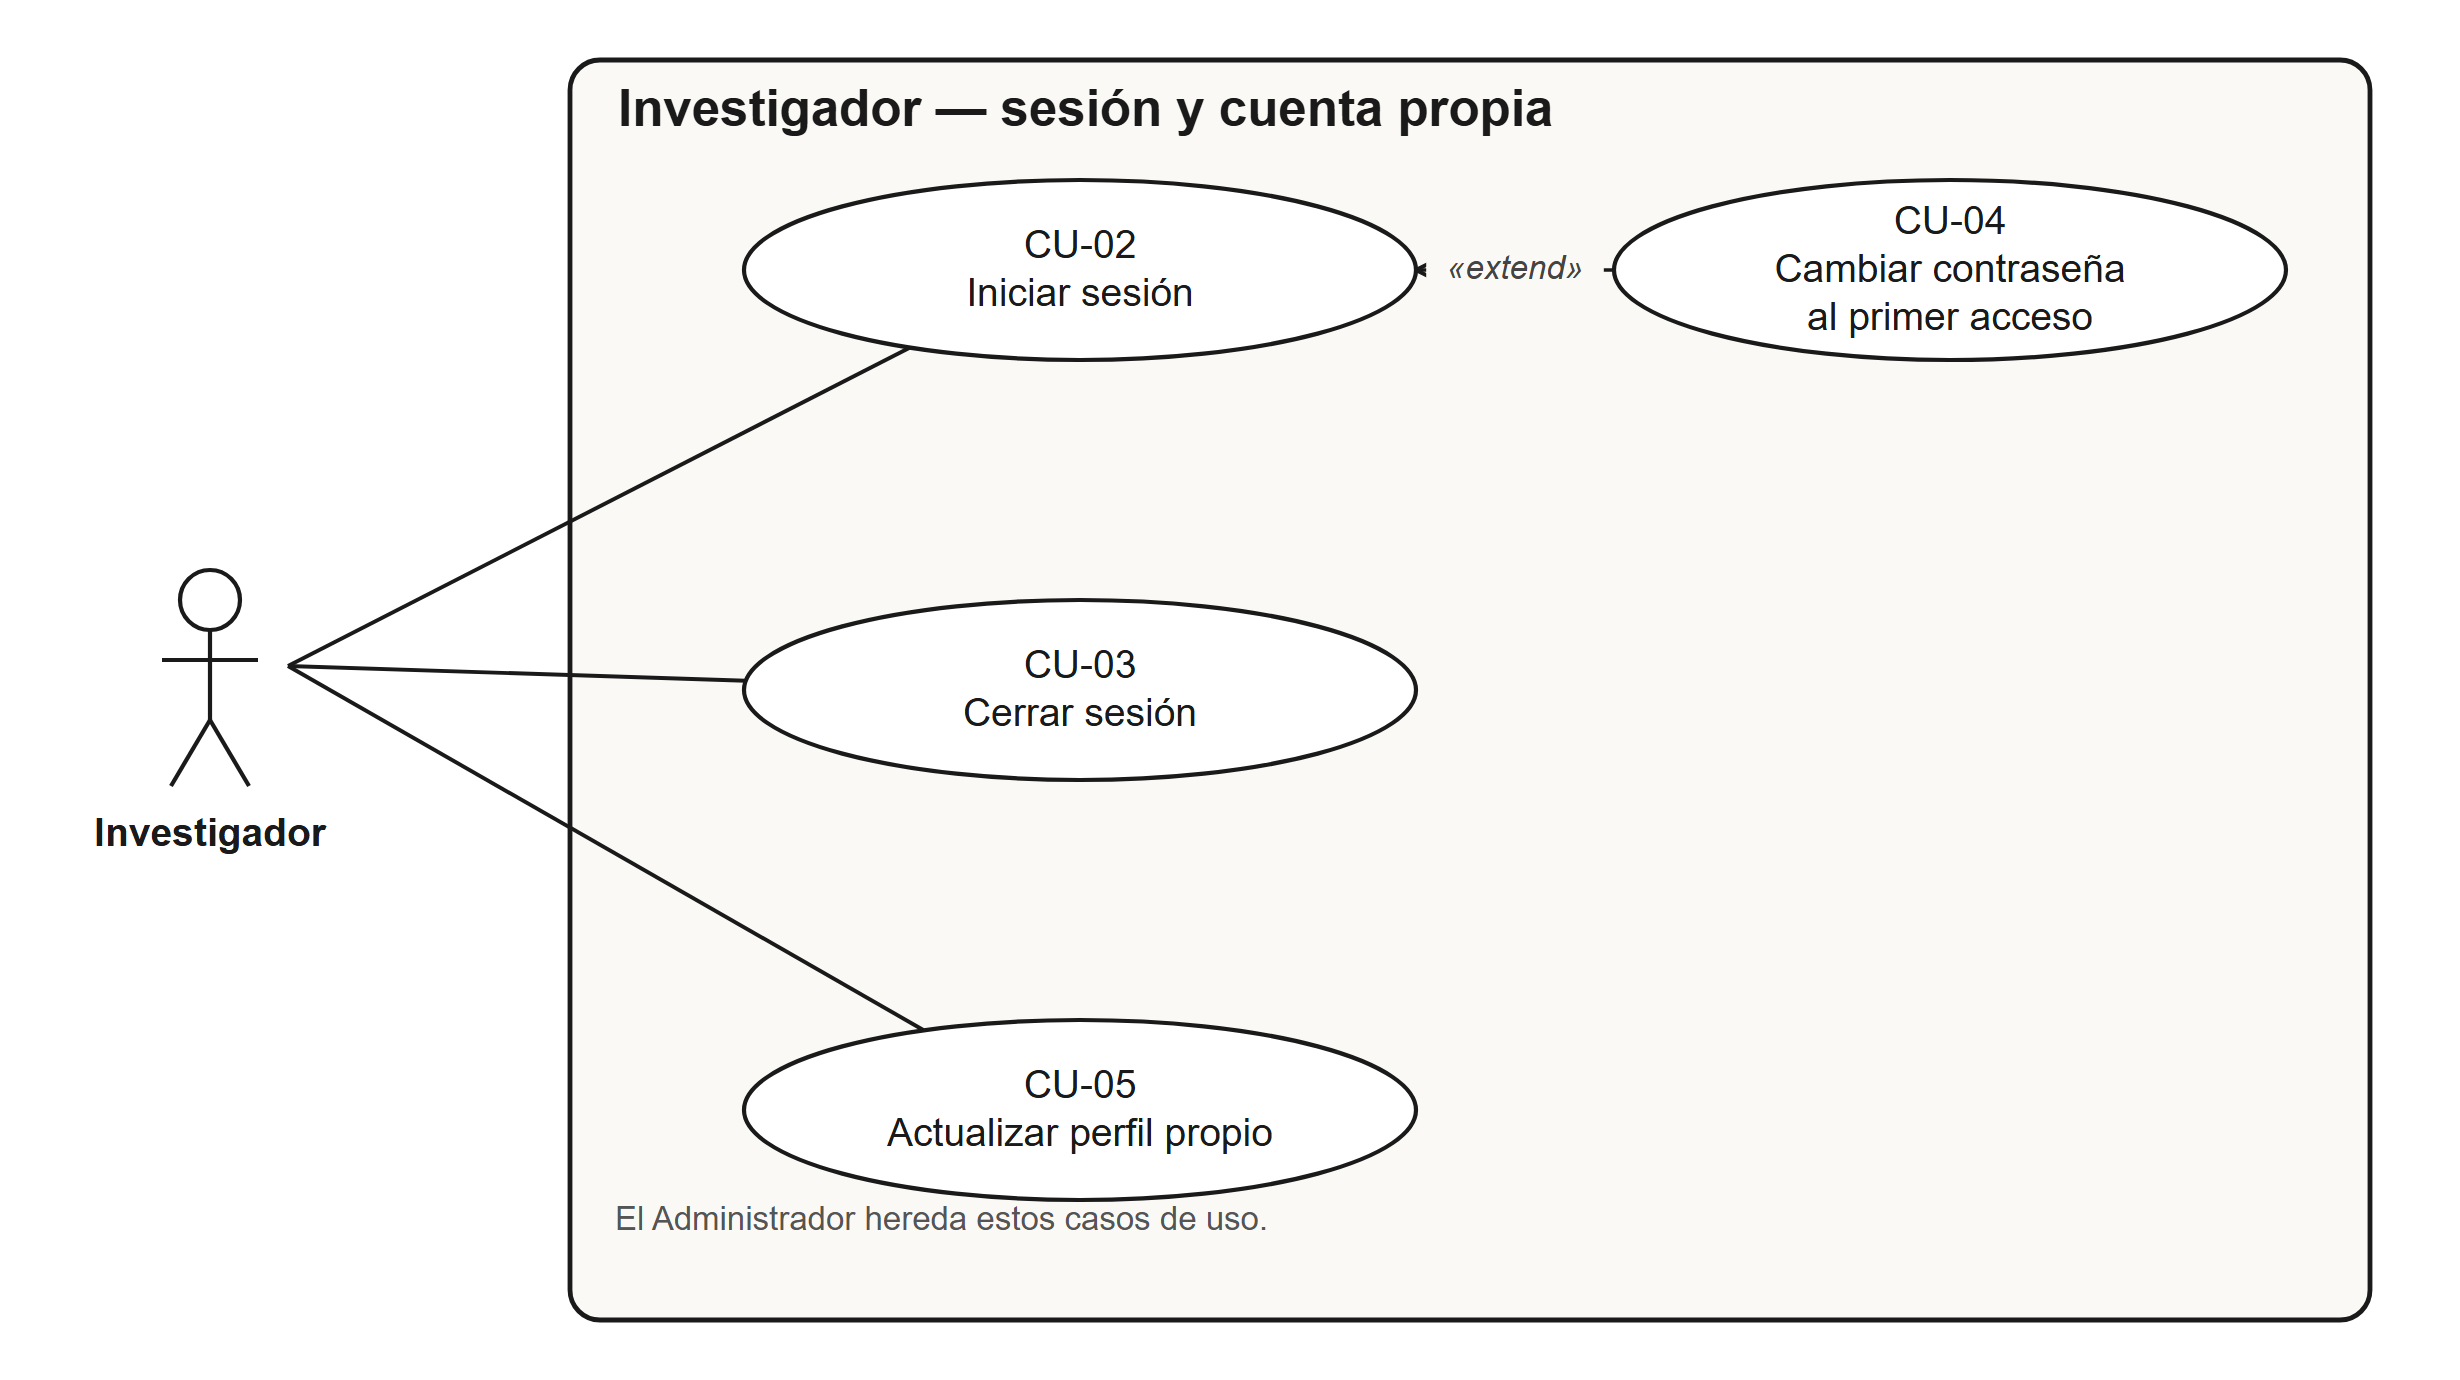 Investigador — sesión y cuenta propia
CU-02
Iniciar sesión
«extend»
CU-04
Cambiar contraseña
al primer acceso
CU-03
Cerrar sesión
Investigador
CU-05
Actualizar perfil propio
El Administrador hereda estos casos de uso.